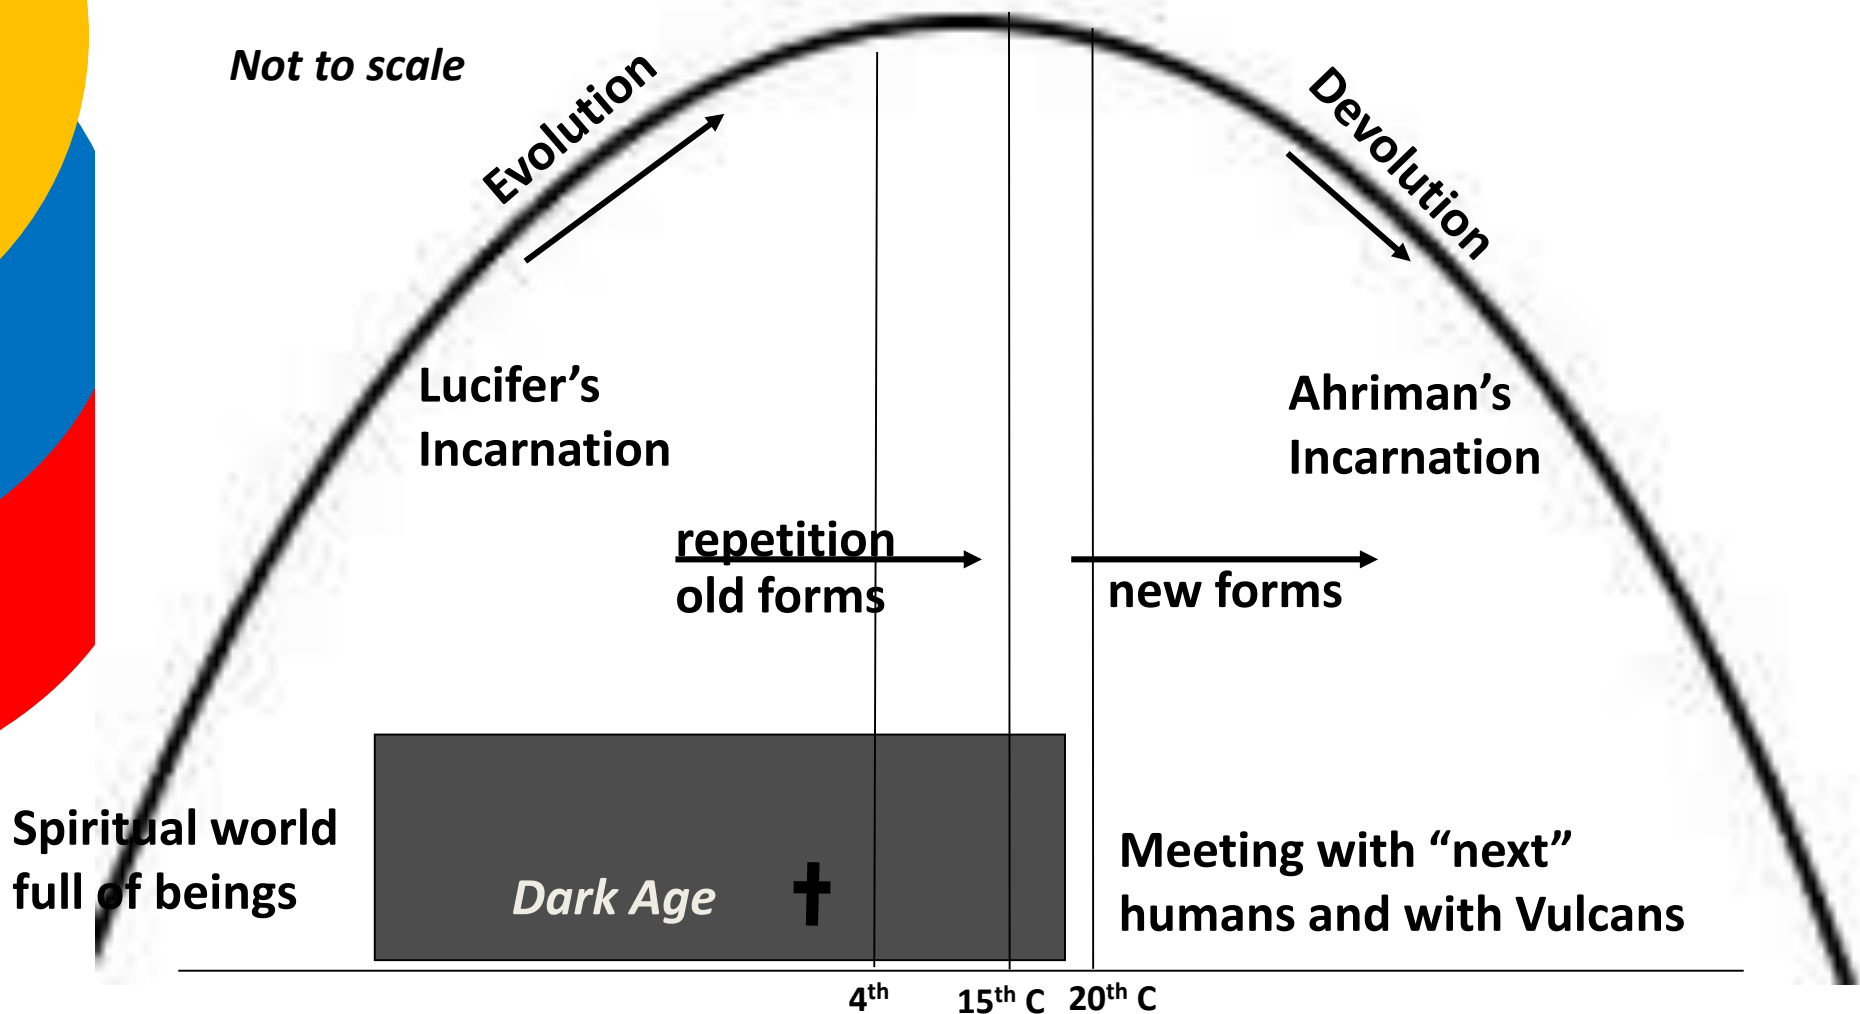 Not to scale
Evolution
Devolution
Lucifer’s
Incarnation
Ahriman’s
Incarnation
repetition
old forms
new forms
Spiritual world
full of beings
Dark Age
Meeting with “next”
humans and with Vulcans
4th
15th C
20th C